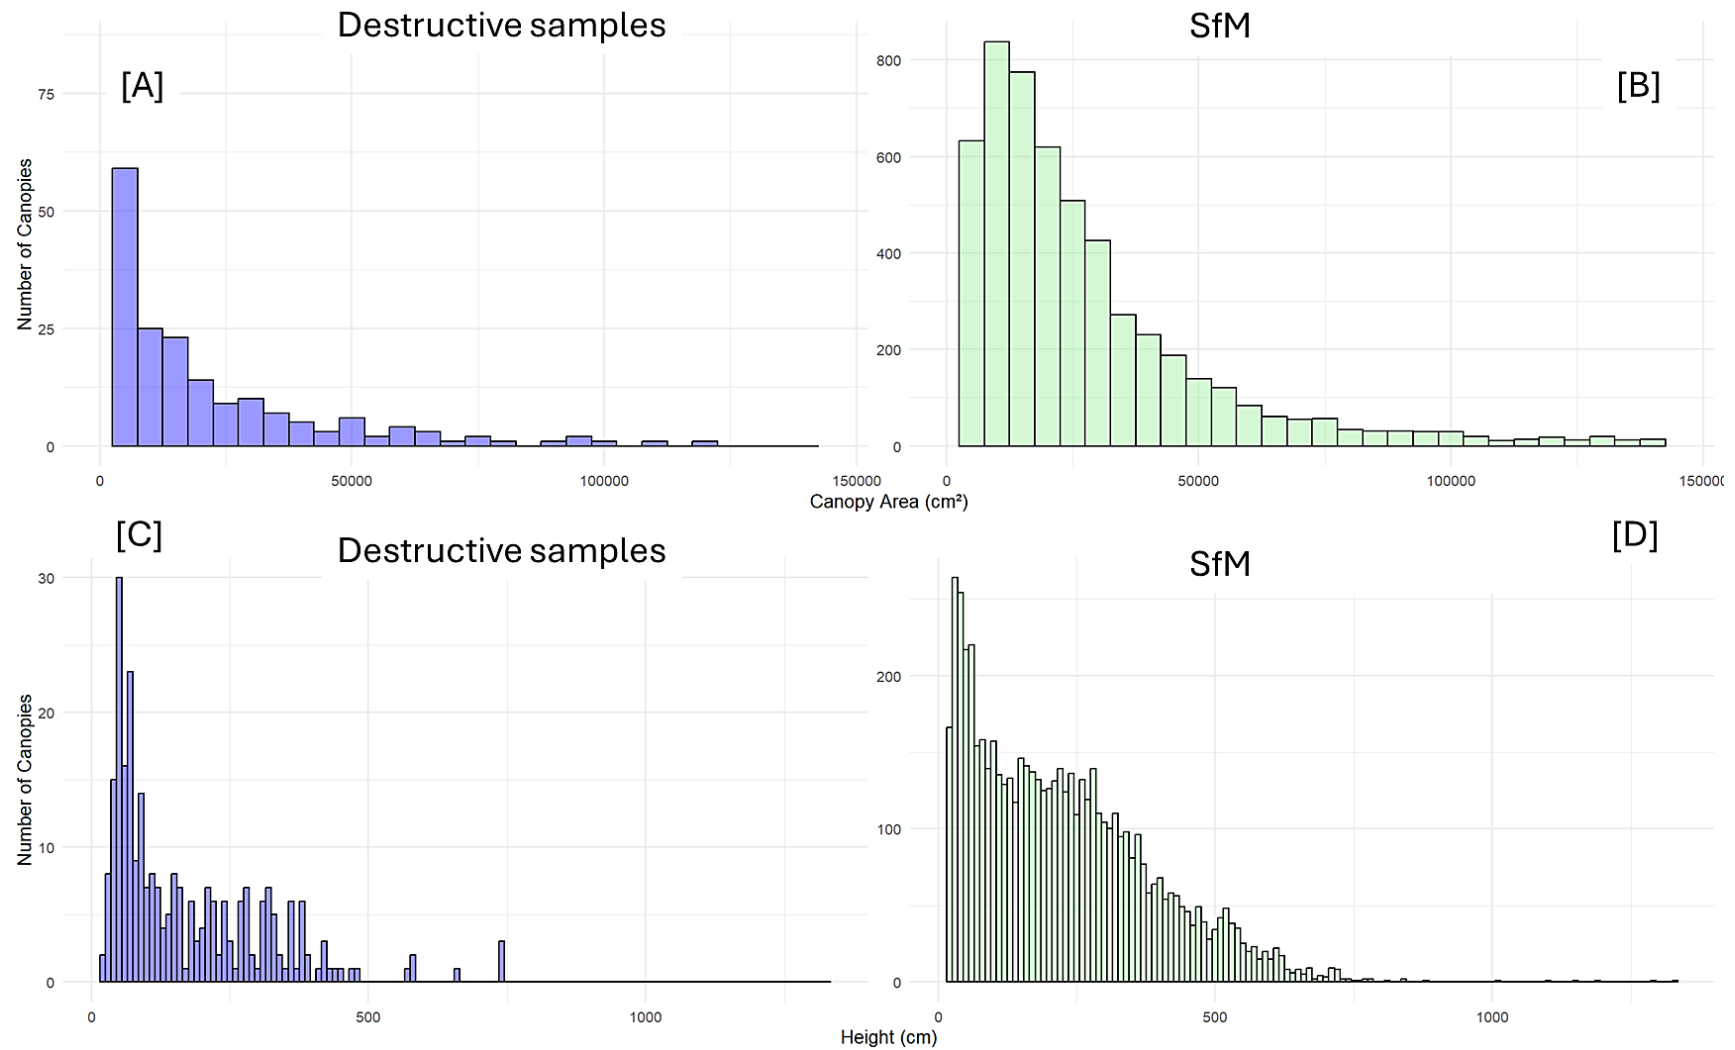 Destructive samples
SfM
[A]
[B]
Number of Canopies
75
50
25
0
800
600
400
200
0
0 50000 100000 150000
0 50000 100000 150000
Canopy Area (cm²)
[C]
[D]
Destructive samples
SfM
Number of Canopies
30
20
10
0
200
100
0
0 500 1000
0 500 1000
Height (cm)